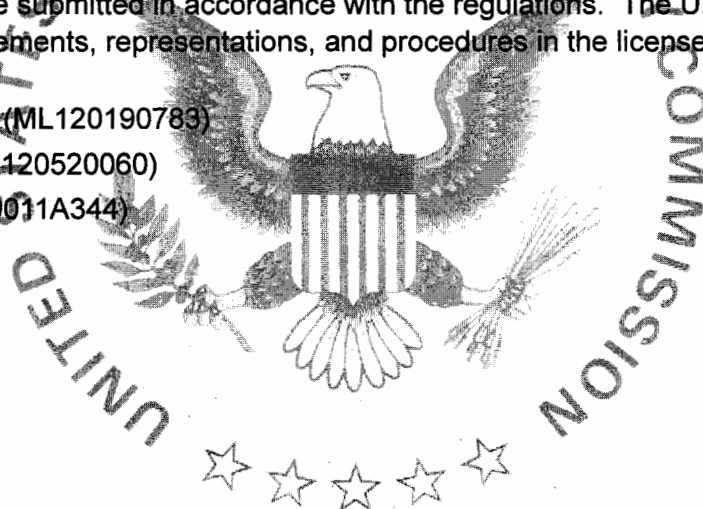 e submitted in accordance with the regulations. The U.
ements, representations, and procedures in the license
(ML120190783)
120520060)
011A344)
UNITED STATES
COMMISSION